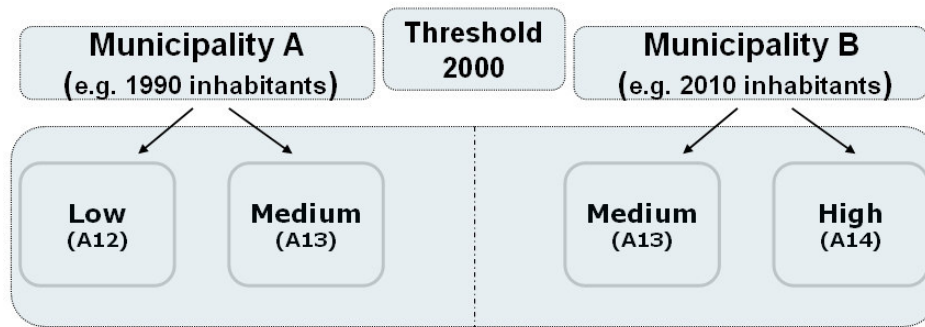 Municipality A
(e.g. 1990 inhabitants)
Threshold
2000
Municipality B
(e.g. 2010 inhabitants)
Low
(A12)
Medium
(A13)
Medium
(A13)
High
(A14)